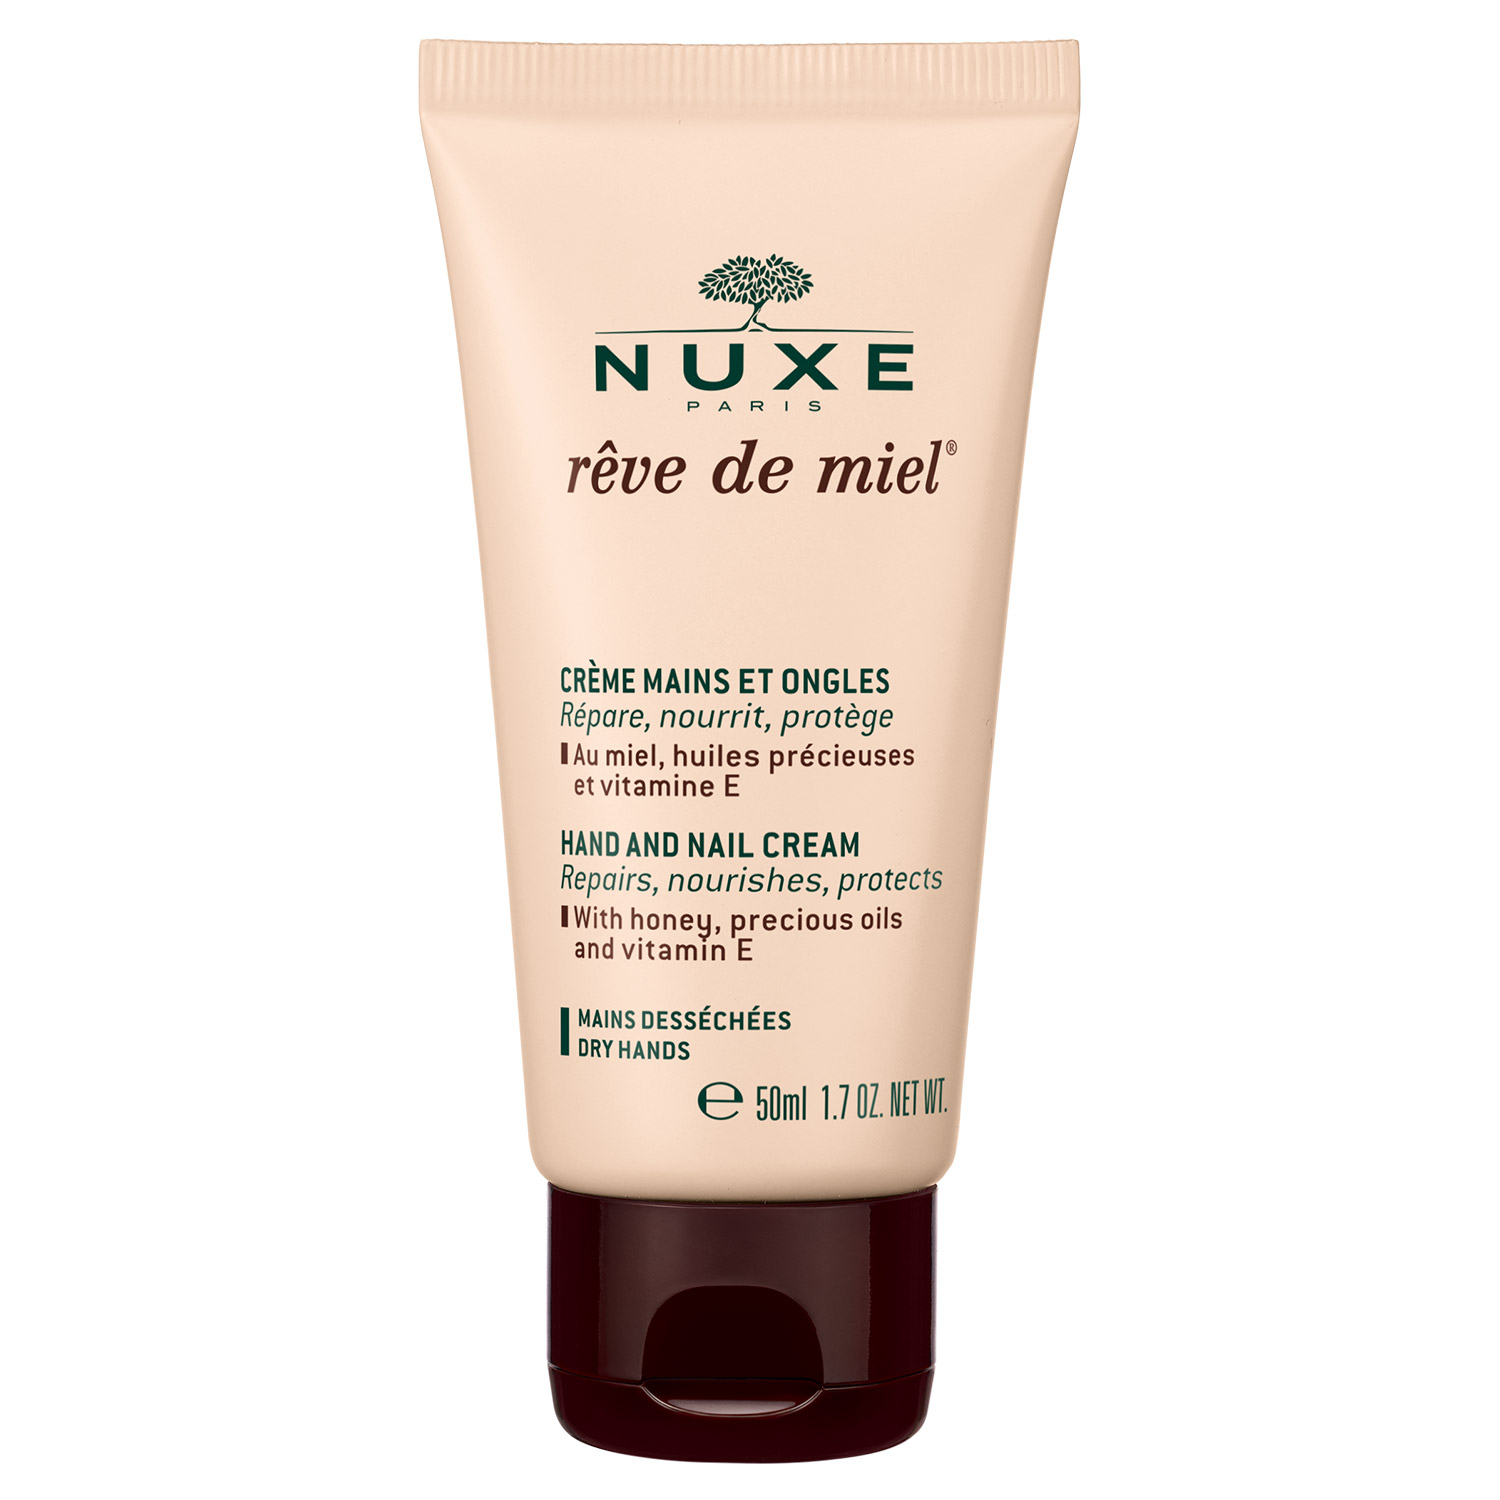 NUXE
PARIS
rêve de miel®
CRÈME MAINS ET ONGLES
Répare, nourrit, protège
Au miel, huiles précieuses
et vitamine E
HAND AND NAIL CREAM
Repairs, nourishes, protects
With honey, precious oils
and vitamin E
MAINS DESSÉCHÉES
DRY HANDS
℮ 50ml 1.7 OZ. NET WT.